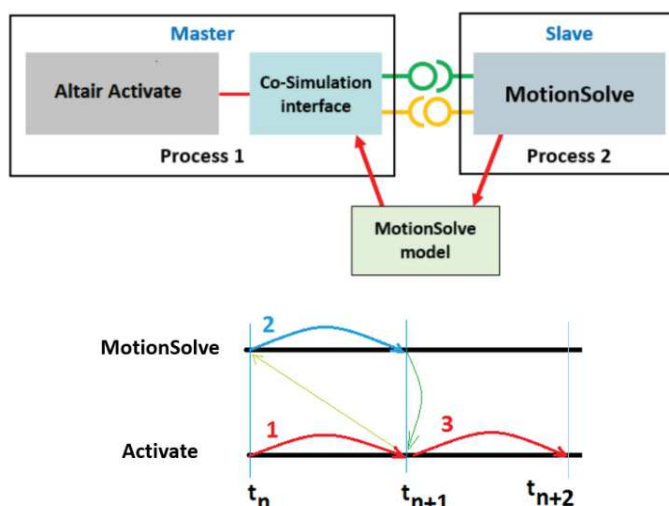 Master
Slave
Altair Activate
Co-Simulation
interface
MotionSolve
Process 1
Process 2
MotionSolve
model
2
MotionSolve
1
3
Activate
tn
tn+1
tn+2